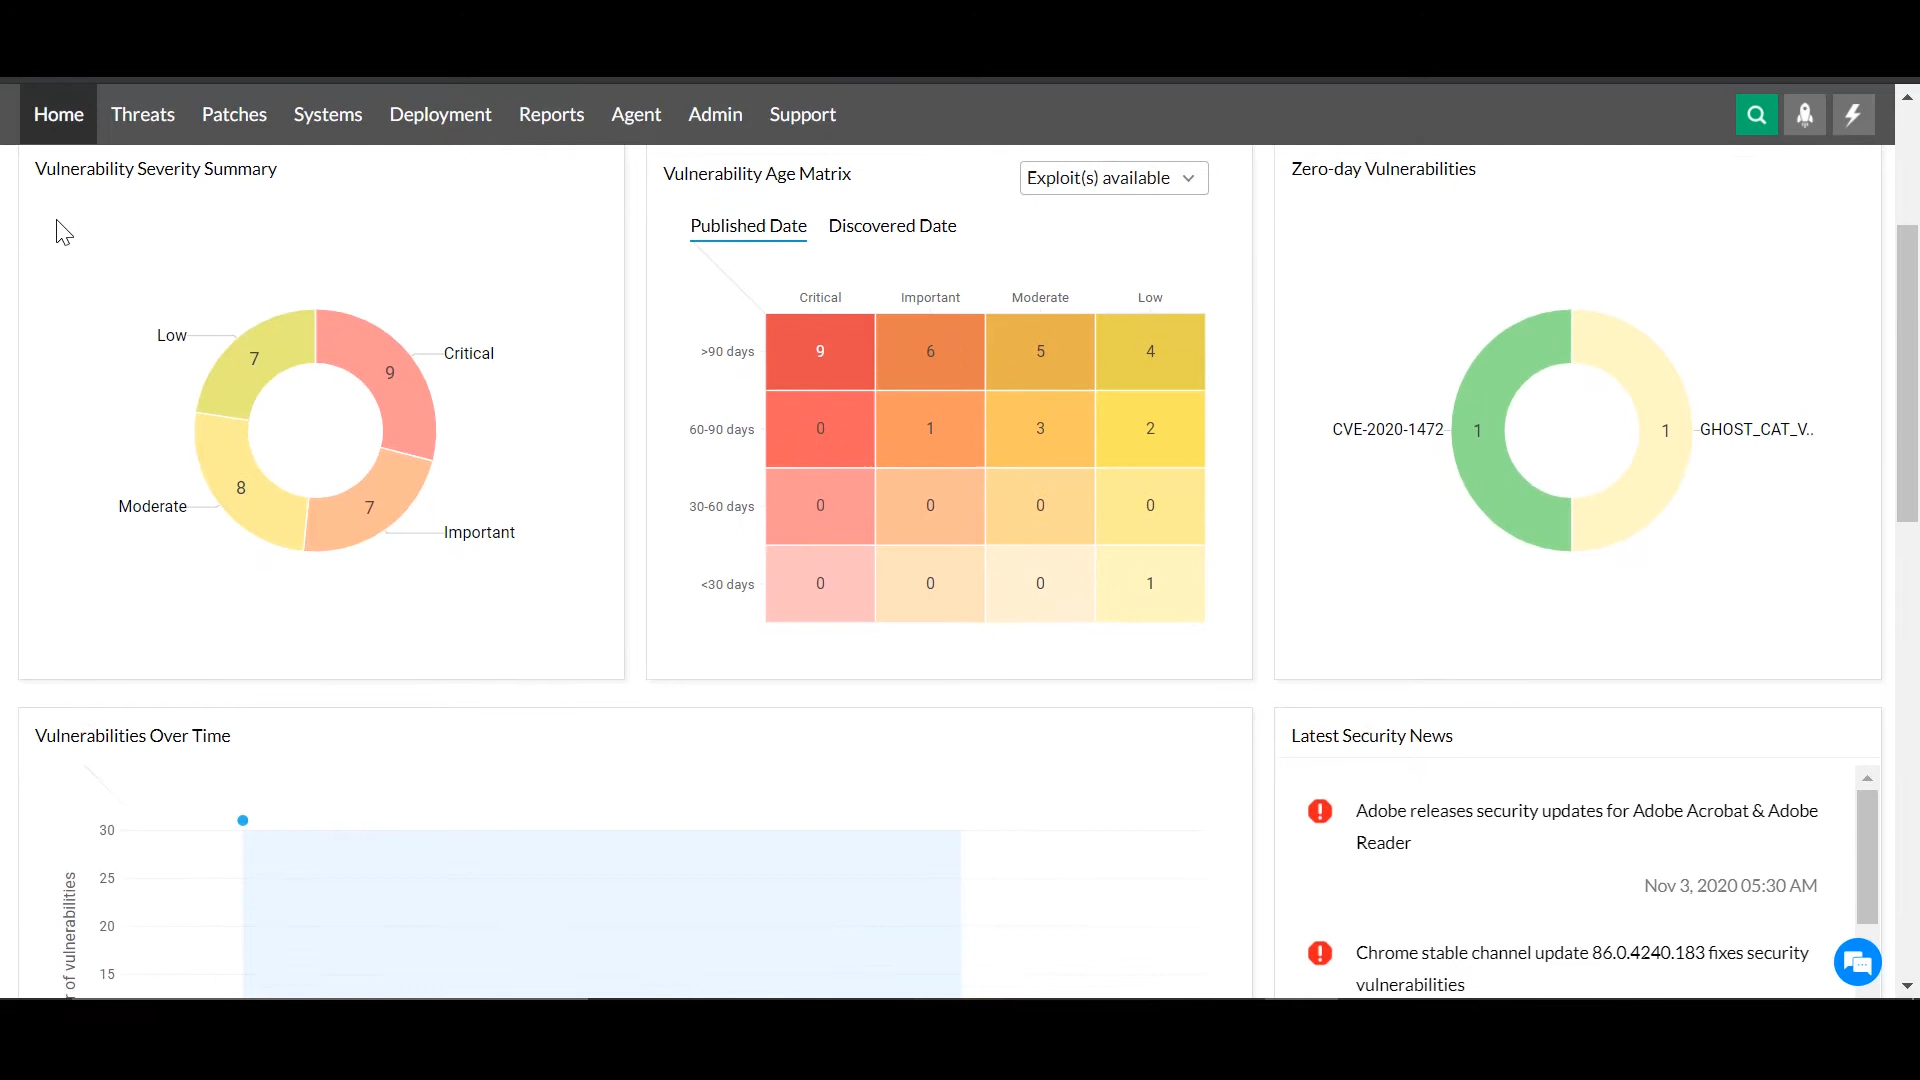 Home Threats Patches Systems Deployment Reports Agent Admin Support
Vulnerability Severity Summary
Low
7
Critical
9
Moderate
8
7
Important
Vulnerability Age Matrix
Exploit(s) available
Published Date Discovered Date
Critical Important Moderate Low
>90 days 9 6 5 4
60-90 days 0 1 3 2
30-60 days 0 0 0 0
<30 days 0 0 0 1
Zero-day Vulnerabilities
CVE-2020-1472 1 1 GHOST_CAT_V..
Vulnerabilities Over Time
30
25
20
15
r of vulnerabilities
Latest Security News
Adobe releases security updates for Adobe Acrobat & Adobe
Reader
Nov 3, 2020 05:30 AM
Chrome stable channel update 86.0.4240.183 fixes security
vulnerabilities